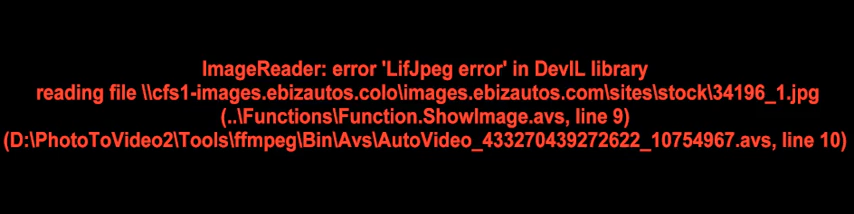 ImageReader: error 'LifJpeg error' in DevIL library
reading file \\cfs1-images.ebizautos.colo\images.ebizautos.com\sites\stock\34196_1.jpg
(..\Functions\Function.ShowImage.avs, line 9)
(D:\PhotoToVideo2\Tools\ffmpeg\Bin\Avs\AutoVideo_433270439272622_10754967.avs, line 10)